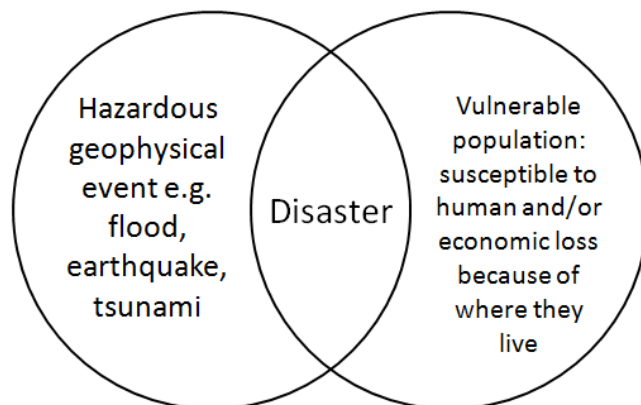 Hazardous
geophysical
event e.g.
flood,
earthquake,
tsunami
Disaster
Vulnerable
population:
susceptible to
human and/or
economic loss
because of
where they
live